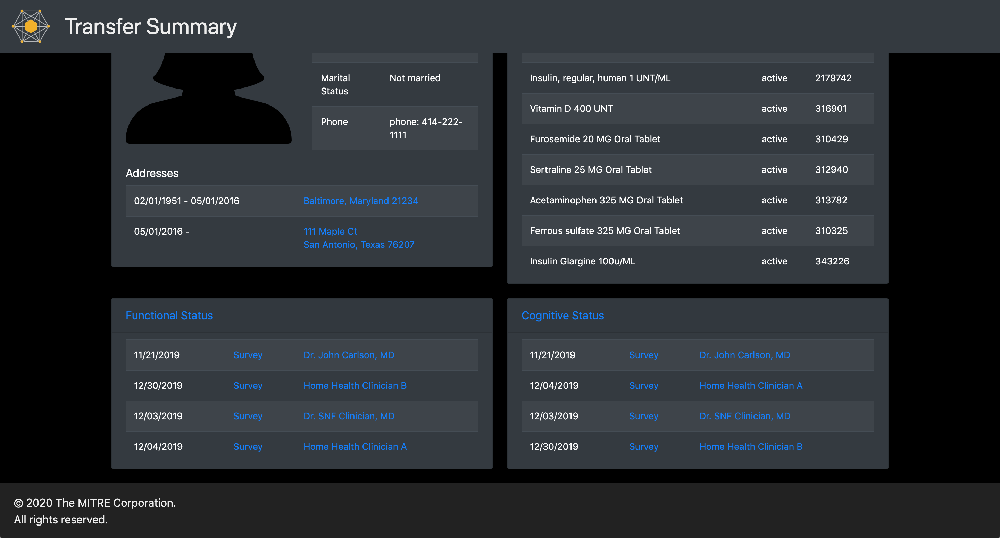 Transfer Summary
Marital Status Not married
Phone phone: 414-222-1111
Addresses
02/01/1951 - 05/01/2016 Baltimore, Maryland 21234
05/01/2016 - 111 Maple Ct
San Antonio, Texas 76207
Insulin, regular, human 1 UNT/ML active 2179742
Vitamin D 400 UNT active 316901
Furosemide 20 MG Oral Tablet active 310429
Sertraline 25 MG Oral Tablet active 312940
Acetaminophen 325 MG Oral Tablet active 313782
Ferrous sulfate 325 MG Oral Tablet active 310325
Insulin Glargine 100u/ML active 343226
Functional Status
11/21/2019 Survey Dr. John Carlson, MD
12/30/2019 Survey Home Health Clinician B
12/03/2019 Survey Dr. SNF Clinician, MD
12/04/2019 Survey Home Health Clinician A
Cognitive Status
11/21/2019 Survey Dr. John Carlson, MD
12/04/2019 Survey Home Health Clinician A
12/03/2019 Survey Dr. SNF Clinician, MD
12/30/2019 Survey Home Health Clinician B
© 2020 The MITRE Corporation.
All rights reserved.